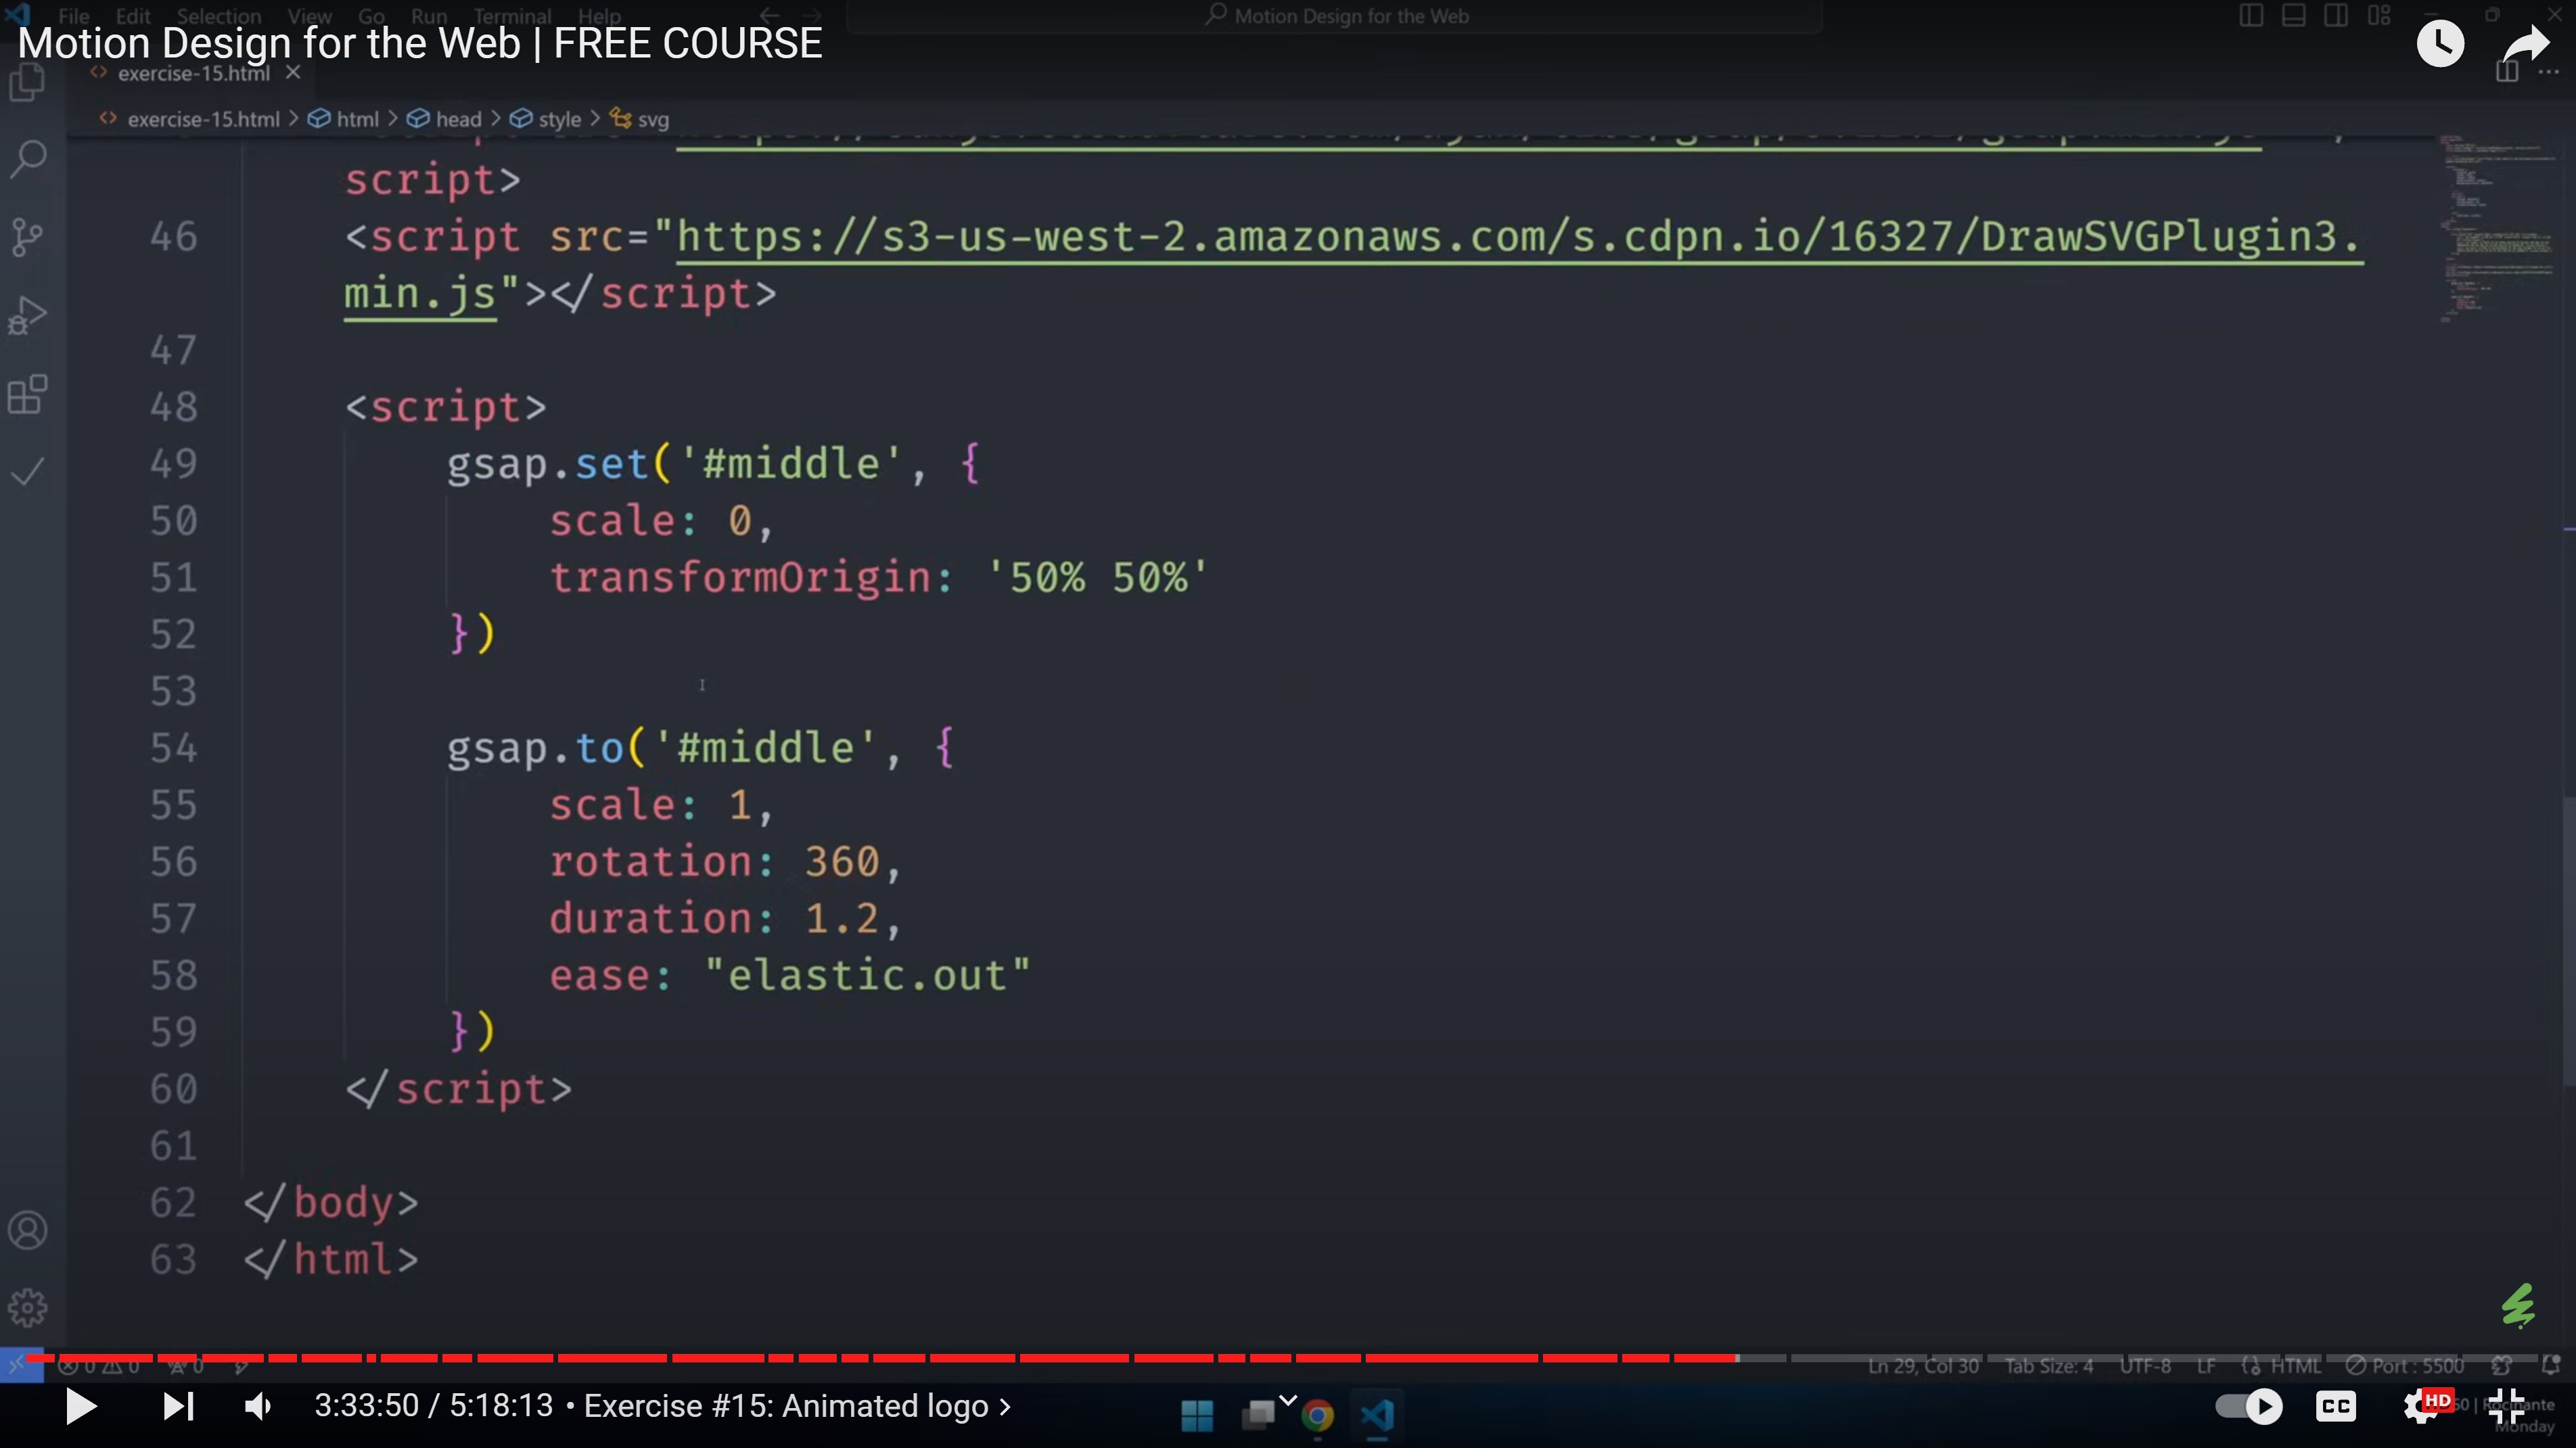 File Edit Selection View Go Run Terminal Help
Motion Design for the Web
Motion Design for the Web | FREE COURSE
exercise-15.html
exercise-15.html > html > head > style > svg
script>
46 <script src="https://s3-us-west-2.amazonaws.com/s.cdpn.io/16327/DrawSVGPlugin3.
min.js"></script>
47
48 <script>
49 gsap.set('#middle', {
50 scale: 0,
51 transformOrigin: '50% 50%'
52 })
53
54 gsap.to('#middle', {
55 scale: 1,
56 rotation: 360,
57 duration: 1.2,
58 ease: "elastic.out"
59 })
60 </script>
61
62 </body>
63 </html>
0 0 0 Ln 29, Col 30 Tab Size: 4 UTF-8 LF HTML Port : 5500
3:33:50 / 5:18:13 • Exercise #15: Animated logo > CC HD Rocinante
Monday